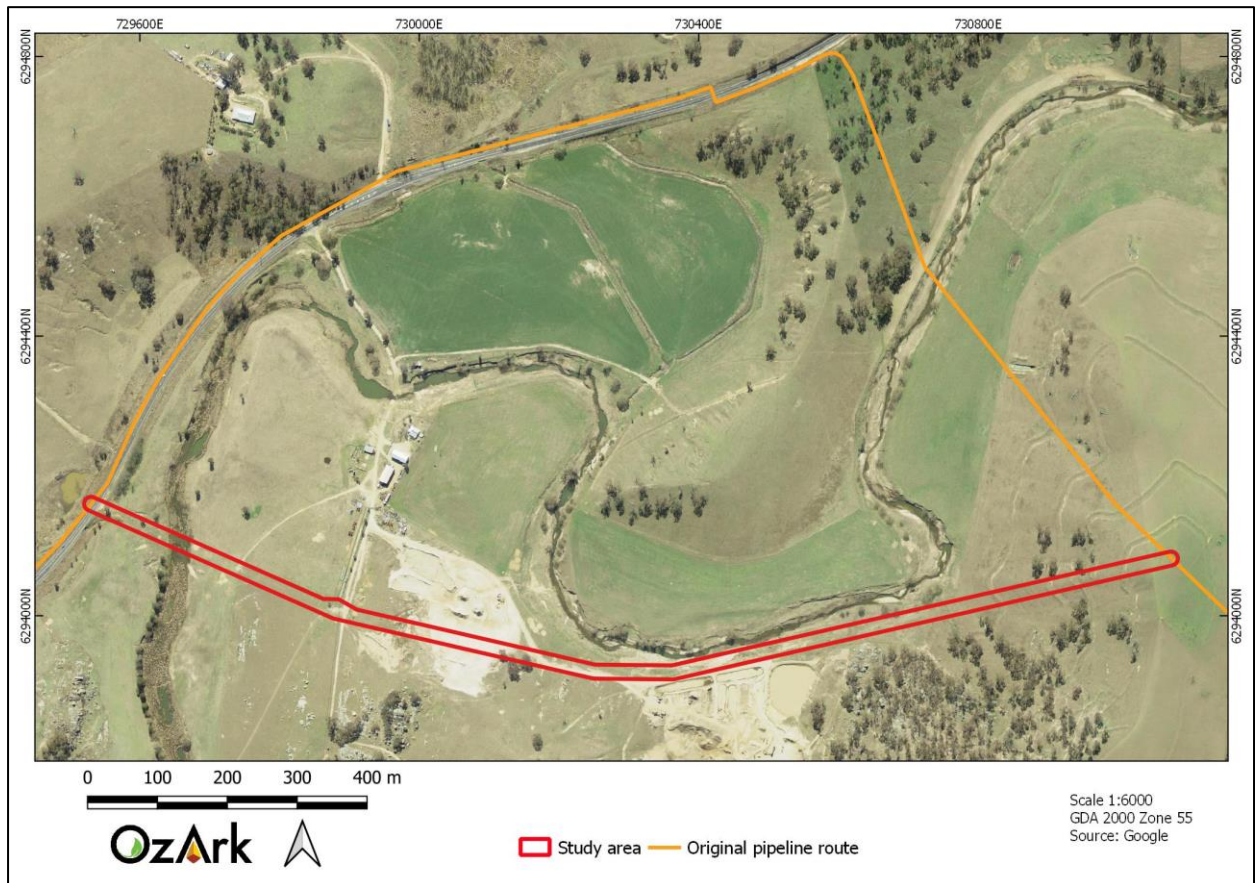 729600E 730000E 730400E 730800E
6294800N 6294800N
6294400N 6294400N
6294000N 6294000N
0 100 200 300 400 m
OzArk
Study area Original pipeline route
Scale 1:6000
GDA 2000 Zone 55
Source: Google